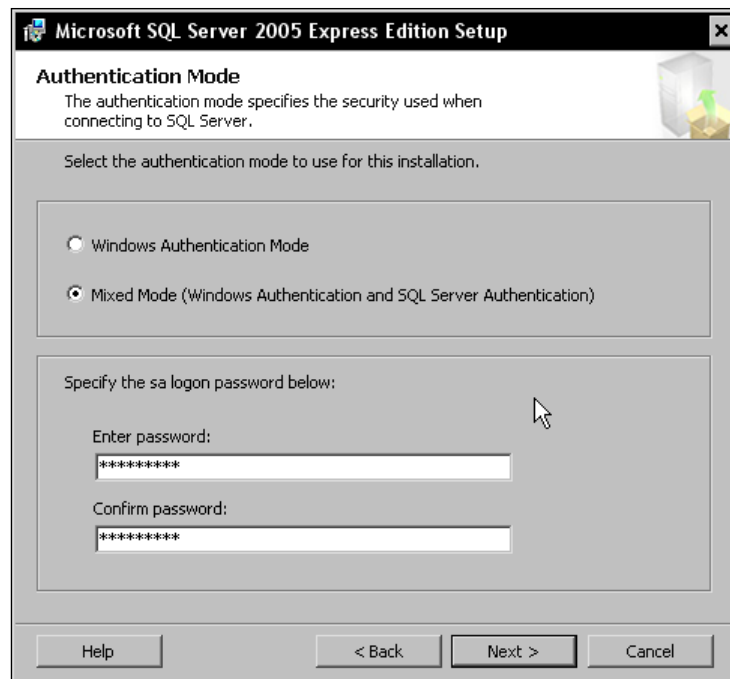 Microsoft SQL Server 2005 Express Edition Setup
Authentication Mode
The authentication mode specifies the security used when
connecting to SQL Server.
Select the authentication mode to use for this installation.
Windows Authentication Mode
Mixed Mode (Windows Authentication and SQL Server Authentication)
Specify the sa logon password below:
Enter password:
*********
Confirm password:
*********
Help
< Back
Next >
Cancel